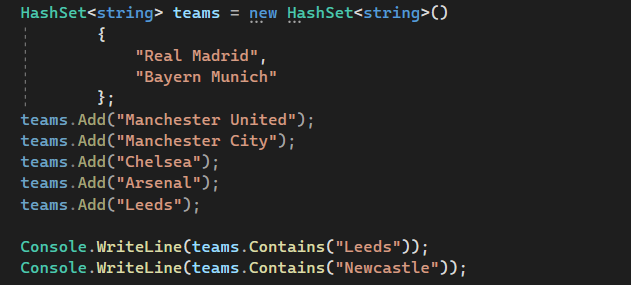 HashSet<string> teams = new HashSet<string>()
{
"Real Madrid",
"Bayern Munich"
};
teams.Add("Manchester United");
teams.Add("Manchester City");
teams.Add("Chelsea");
teams.Add("Arsenal");
teams.Add("Leeds");
Console.WriteLine(teams.Contains("Leeds"));
Console.WriteLine(teams.Contains("Newcastle"));